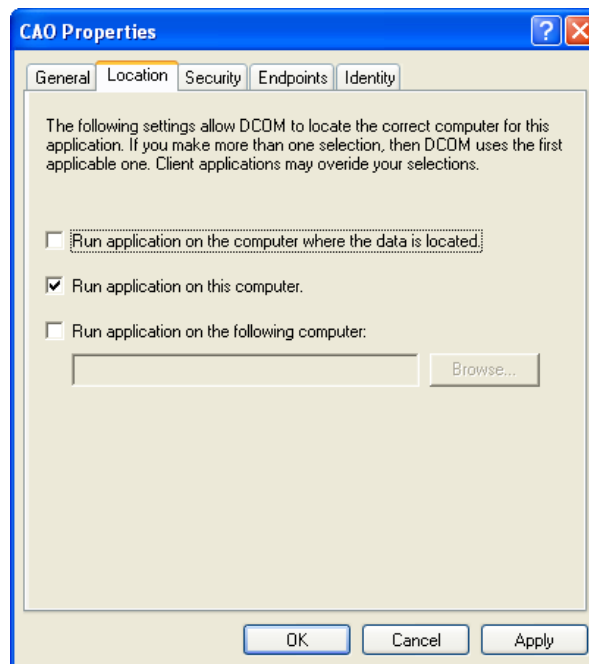 CAO Properties
General Location Security Endpoints Identity
The following settings allow DCOM to locate the correct computer for this
application. If you make more than one selection, then DCOM uses the first
applicable one. Client applications may overide your selections.
Run application on the computer where the data is located.
Run application on this computer.
Run application on the following computer:
Browse...
OK Cancel Apply